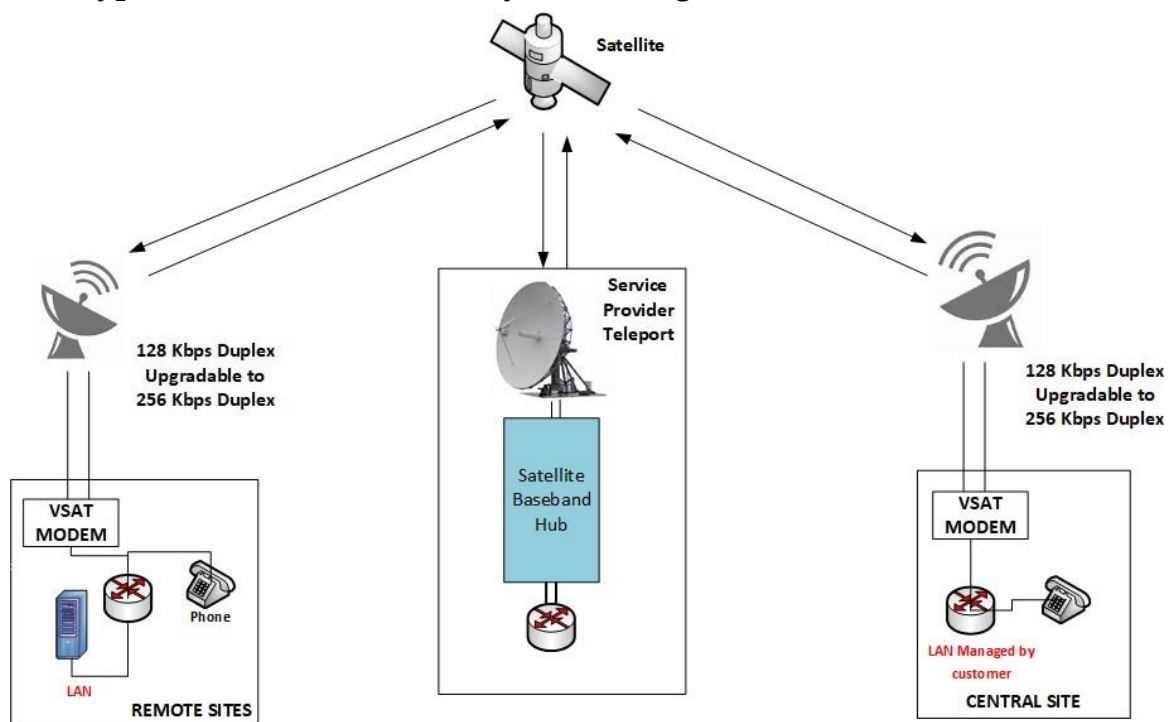 Satellite
Service
Provider
Teleport
128 Kbps Duplex
Upgradable to
256 Kbps Duplex
128 Kbps Duplex
Upgradable to
256 Kbps Duplex
Satellite
Baseband
Hub
VSAT
MODEM
Phone
LAN
REMOTE SITES
VSAT
MODEM
LAN Managed by
customer
CENTRAL SITE